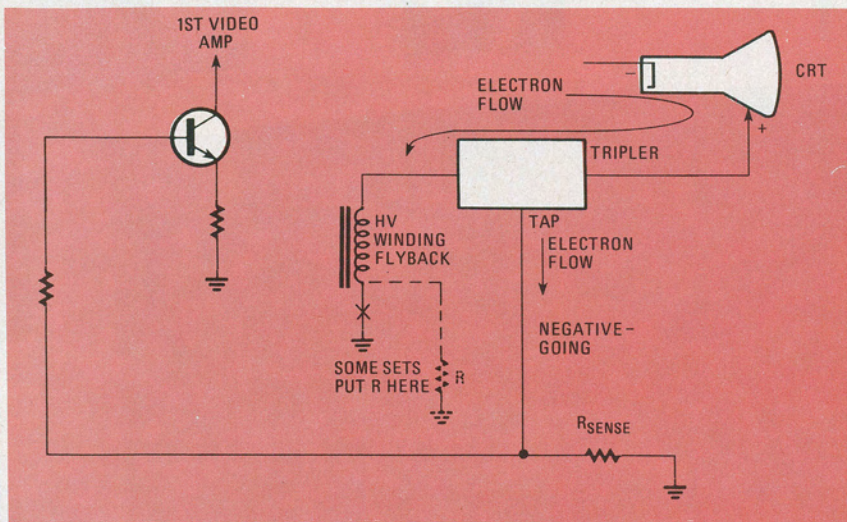 1ST VIDEO
AMP
CRT
ELECTRON
FLOW
−
+
TRIPLER
HV
WINDING
FLYBACK
TAP
ELECTRON
FLOW
NEGATIVE–
GOING
SOME SETS
PUT R HERE
R
RSENSE